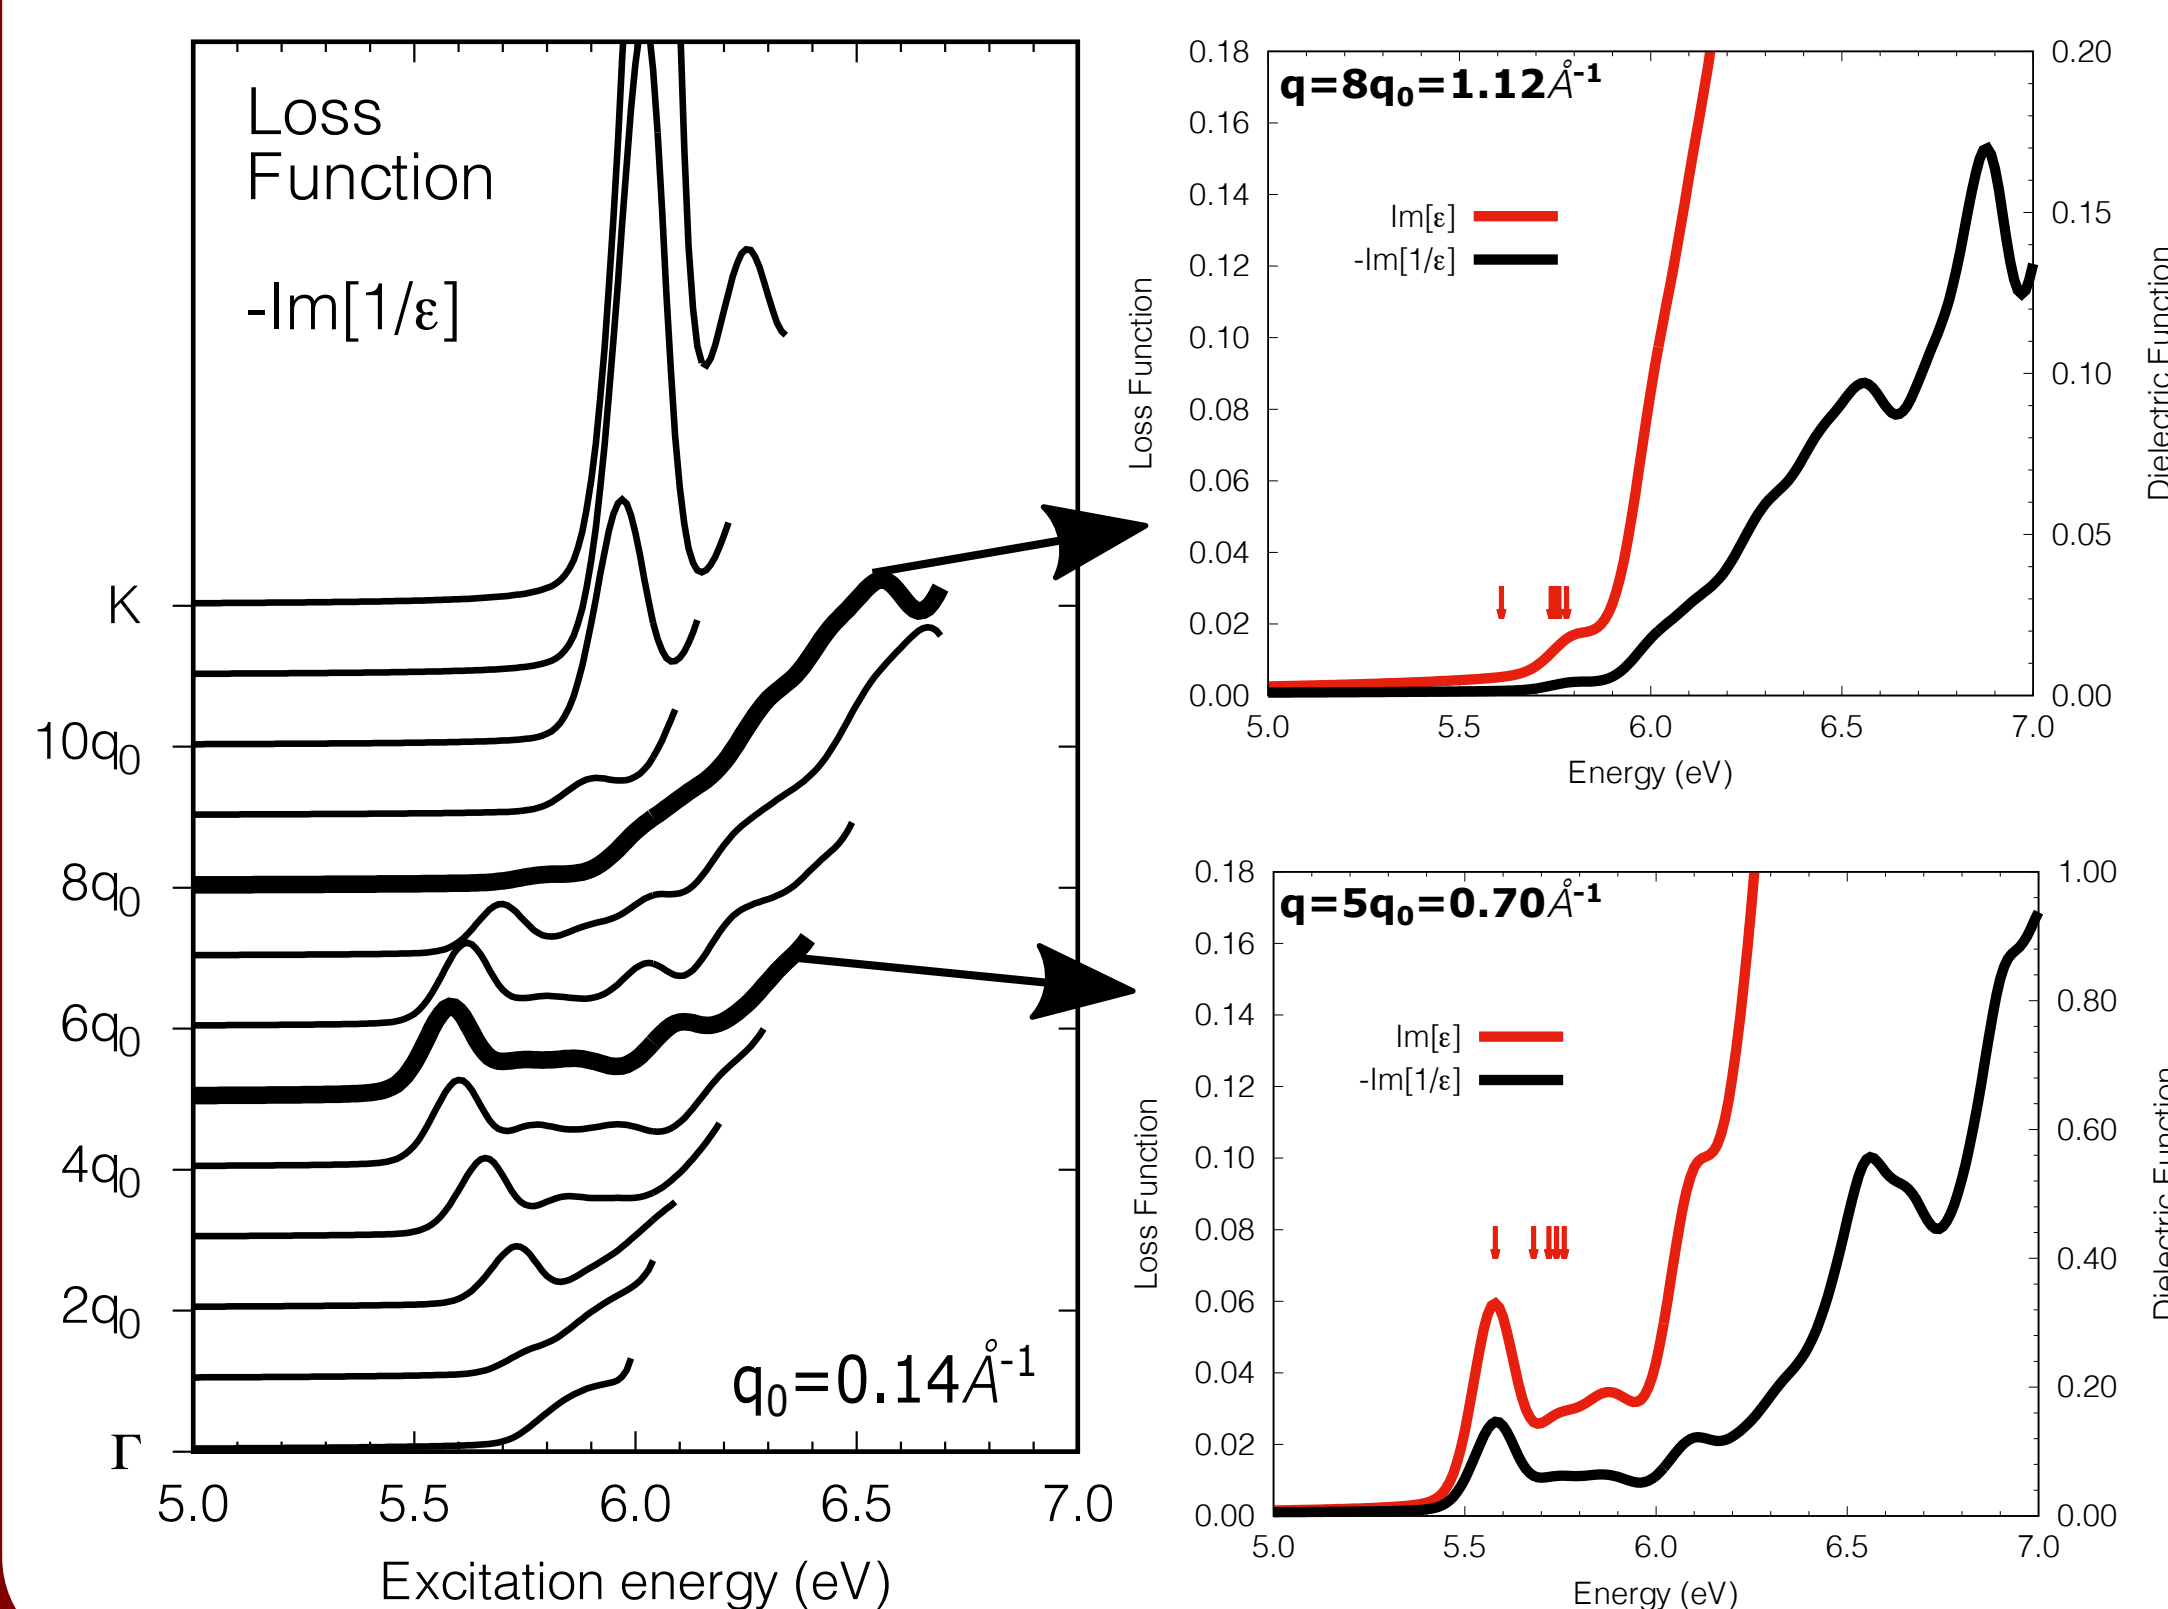 Loss
Function
-Im[1/ε]
K
10q0
8q0
6q0
4q0
2q0
Γ
q0=0.14Å-1
5.0 5.5 6.0 6.5 7.0
Excitation energy (eV)
q=8q0=1.12Å-1
Im[ε]
-Im[1/ε]
0.18
0.16
0.14
0.12
0.10
0.08
0.06
0.04
0.02
0.00
Loss Function
0.20
0.15
0.10
0.05
0.00
Dielectric Function
5.0 5.5 6.0 6.5 7.0
Energy (eV)
q=5q0=0.70Å-1
Im[ε]
-Im[1/ε]
0.18
0.16
0.14
0.12
0.10
0.08
0.06
0.04
0.02
0.00
Loss Function
1.00
0.80
0.60
0.40
0.20
0.00
Dielectric Function
5.0 5.5 6.0 6.5 7.0
Energy (eV)